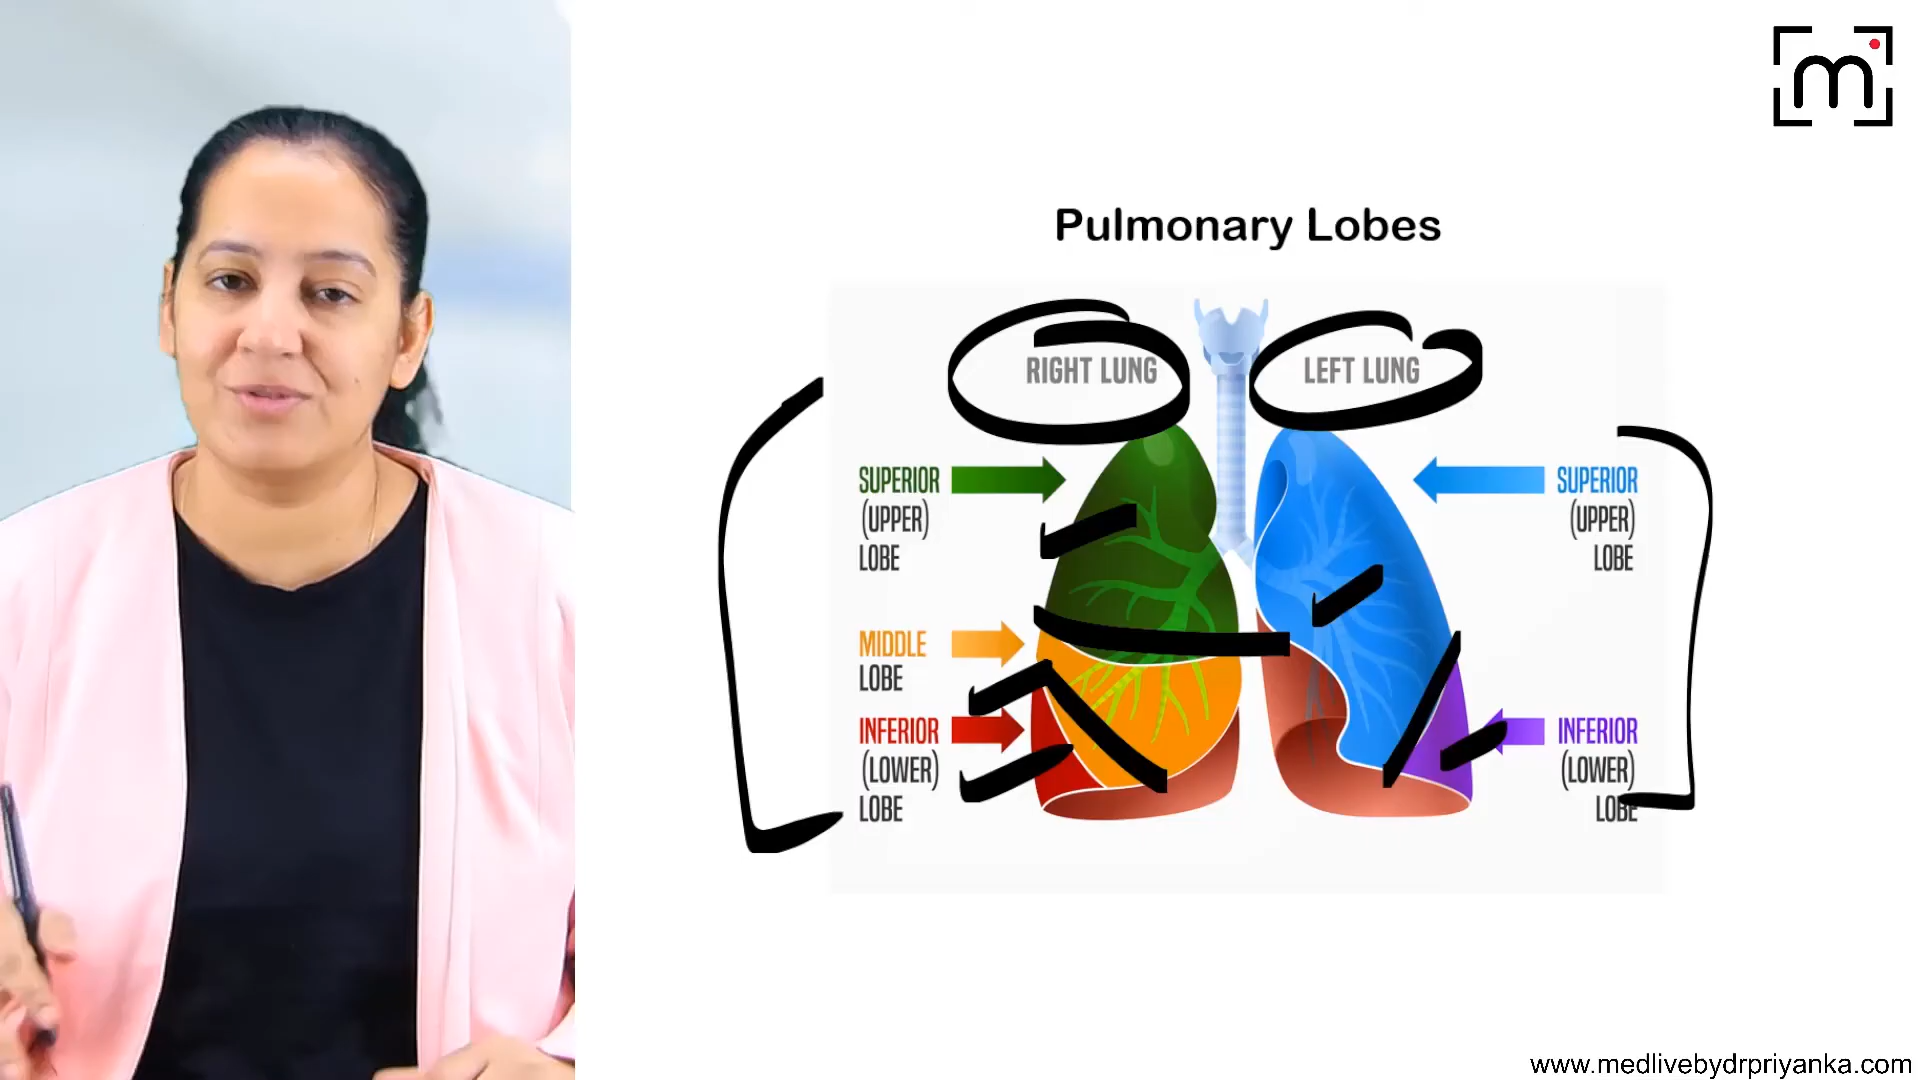 m
Pulmonary Lobes
RIGHT LUNG
LEFT LUNG
SUPERIOR
(UPPER)
LOBE
MIDDLE
LOBE
INFERIOR
(LOWER)
LOBE
SUPERIOR
(UPPER)
LOBE
INFERIOR
(LOWER)
LOBE
www.medlivebydrpriyanka.com